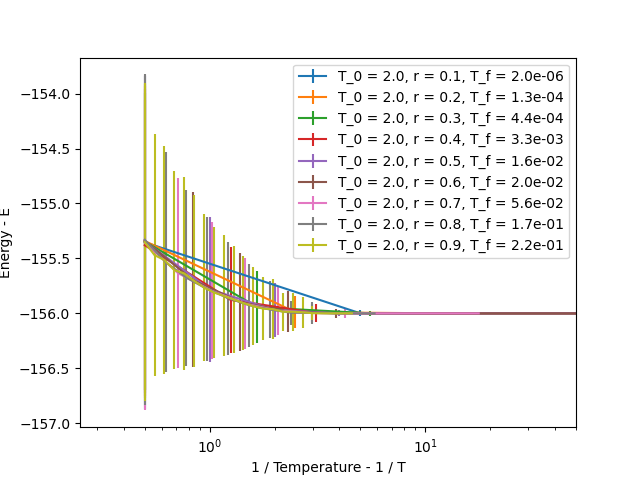 T_0 = 2.0, r = 0.1, T_f = 2.0e-06
T_0 = 2.0, r = 0.2, T_f = 1.3e-04
T_0 = 2.0, r = 0.3, T_f = 4.4e-04
T_0 = 2.0, r = 0.4, T_f = 3.3e-03
T_0 = 2.0, r = 0.5, T_f = 1.6e-02
T_0 = 2.0, r = 0.6, T_f = 2.0e-02
T_0 = 2.0, r = 0.7, T_f = 5.6e-02
T_0 = 2.0, r = 0.8, T_f = 1.7e-01
T_0 = 2.0, r = 0.9, T_f = 2.2e-01
−154.0
−154.5
−155.0
−155.5
−156.0
−156.5
−157.0
Energy - E
10⁰ 10¹
1 / Temperature - 1 / T